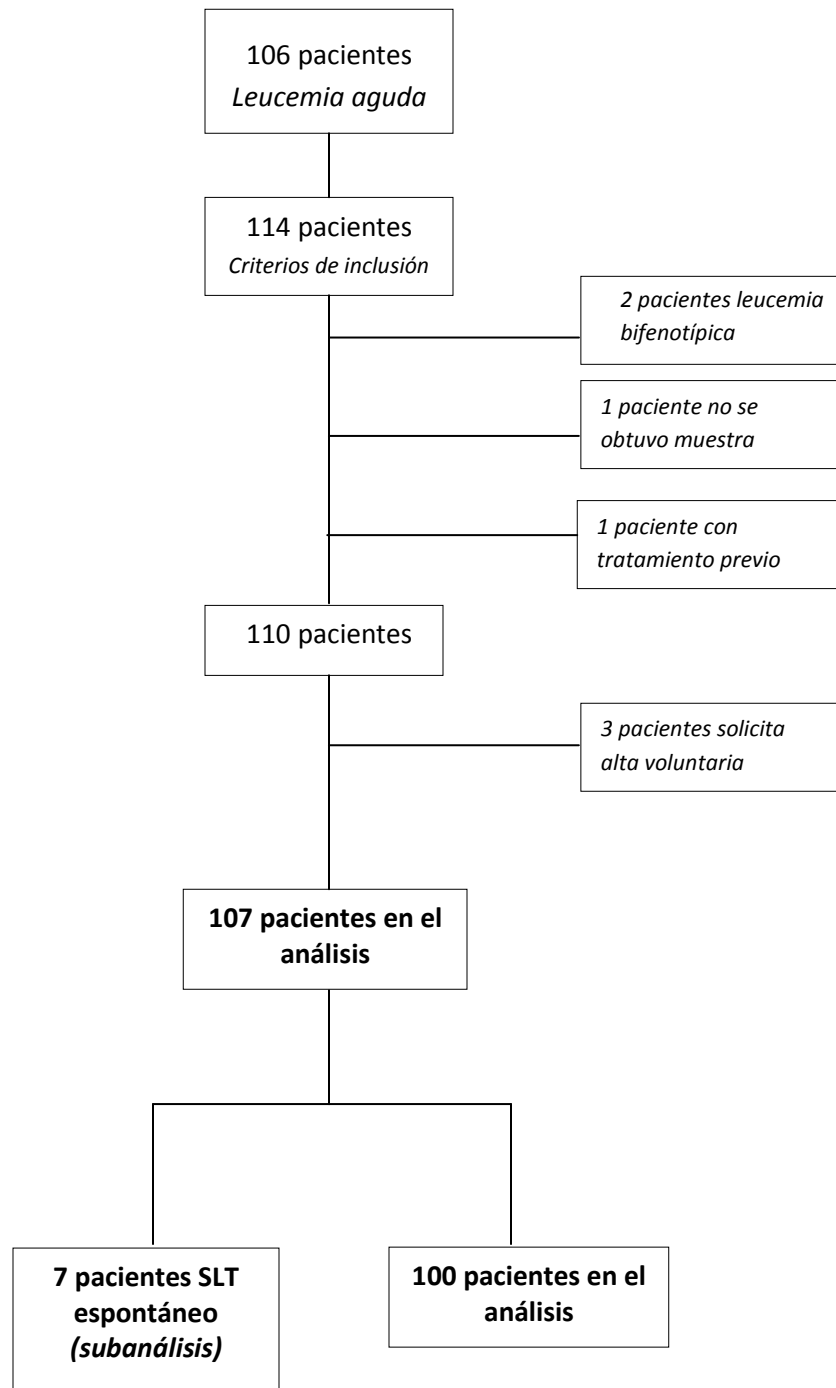 106 pacientes
Leucemia aguda
114 pacientes
Criterios de inclusión
2 pacientes leucemia
bifenotípica
1 paciente no se
obtuvo muestra
1 paciente con
tratamiento previo
110 pacientes
3 pacientes solicita
alta voluntaria
107 pacientes en el
análisis
7 pacientes SLT
espontáneo
(subanálisis)
100 pacientes en el
análisis